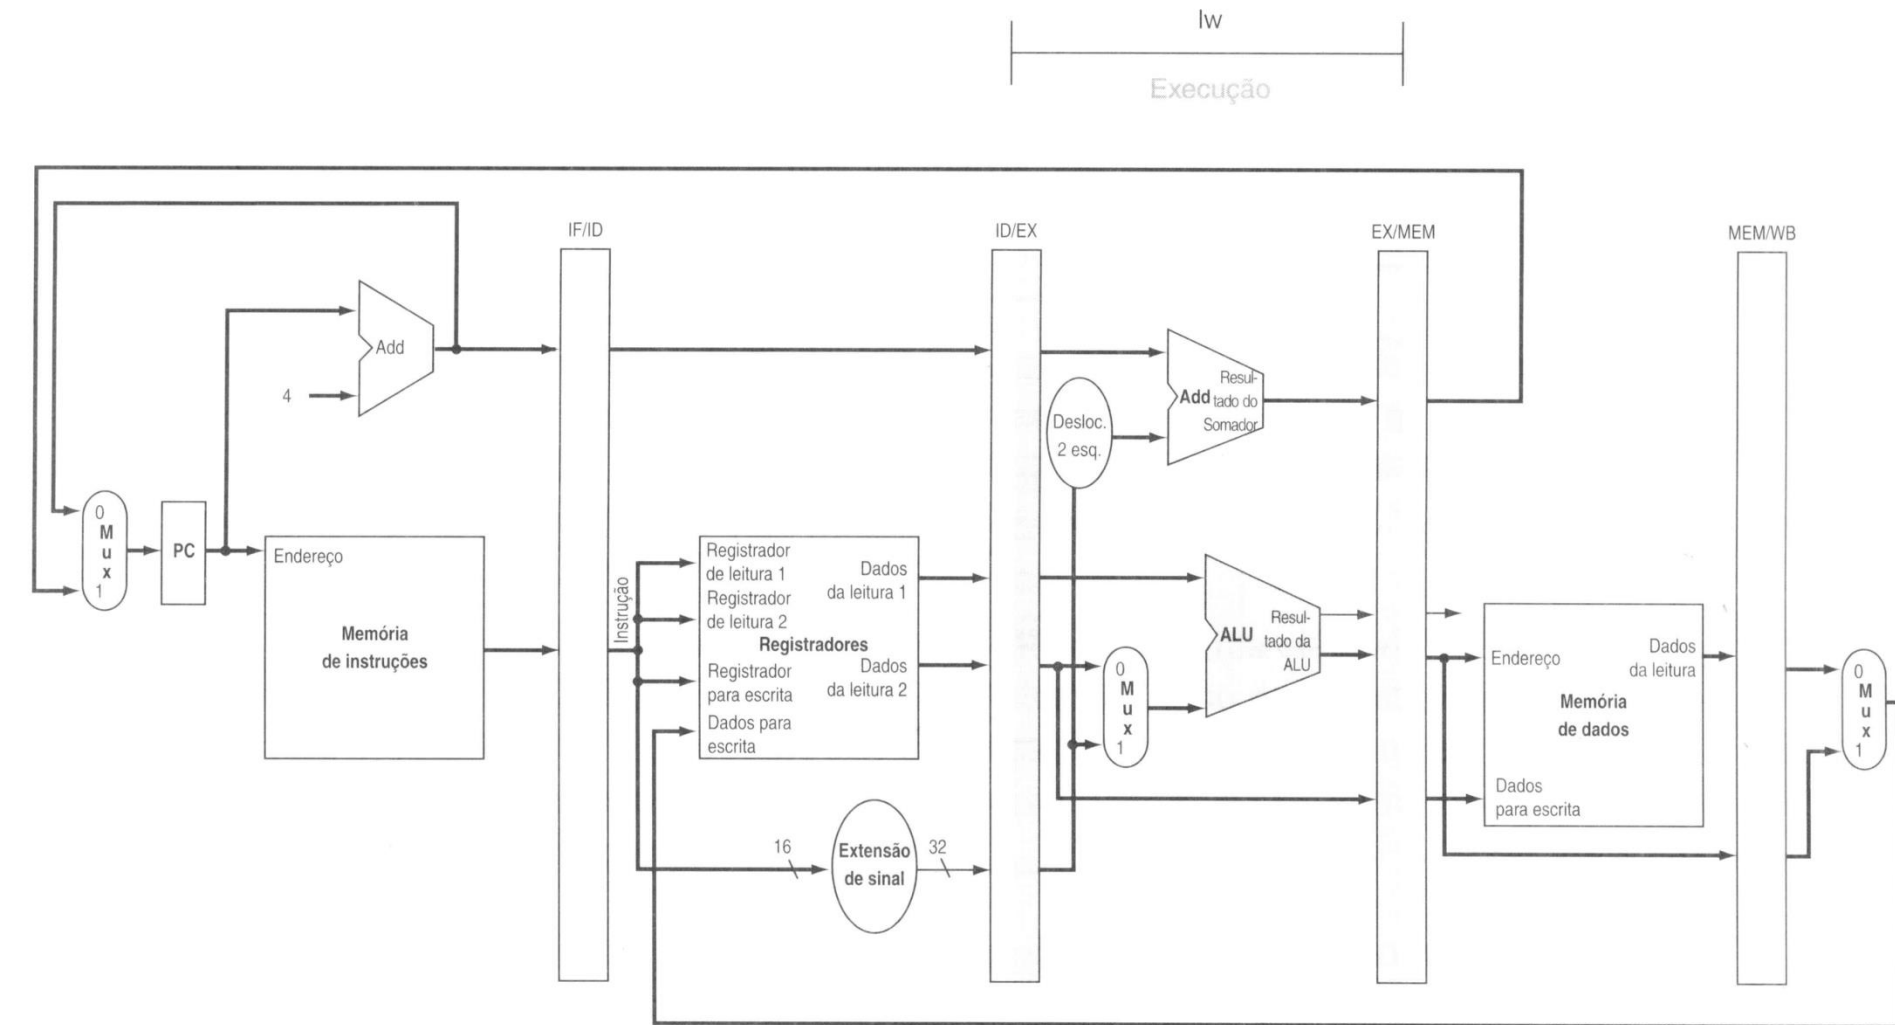 lw
Execução
IF/ID
ID/EX
EX/MEM
MEM/WB
Add
4
0
M
u
x
1
PC
Endereço
Memória
de instruções
Instrução
Registrador
de leitura 1
Registrador
de leitura 2
Registradores
Registrador
para escrita
Dados para
escrita
Dados
da leitura 1
Dados
da leitura 2
16
Extensão
de sinal
32
Desloc.
2 esq.
Add
Resul-
tado do
Somador
0
M
u
x
1
ALU
Resul-
tado da
ALU
Endereço
Dados
da leitura
Memória
de dados
Dados
para escrita
0
M
u
x
1